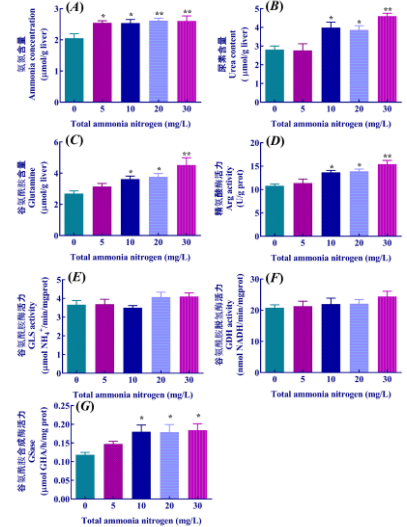 (A)
氨氮含量
Ammonia concentration
(μmol/g liver)
3
2
1
0
* * ** **
0 5 10 20 30
Total ammonia nitrogen (mg/L)
(B)
尿素含量
Urea content
( μmol/g liver)
5
4
3
2
1
0
* * **
0 5 10 20 30
Total ammonia nitrogen (mg/L)
(C)
谷氨酰胺含量
Glutamine
(μmol/g liver)
6
4
2
0
* * **
0 5 10 20 30
Total ammonia nitrogen (mg/L)
(D)
精氨酸酶活力
Arg activity
(U/g prot)
20
15
10
5
0
* * **
0 5 10 20 30
Total ammonia nitrogen (mg/L)
(E)
谷氨酰胺酶活力
GLS activity
(μmol NH₄⁺/min/mgprot)
5
4
3
2
1
0
0 5 10 20 30
Total ammonia nitrogen (mg/L)
(F)
谷氨酰胺脱氢酶活力
GDH activity
(nmol NADH/min/mgprot)
30
20
10
0
0 5 10 20 30
Total ammonia nitrogen (mg/L)
(G)
谷氨酰胺合成酶活力
GSase
(μmol GHA/h/mg prot)
0.20
0.15
0.10
0.05
0.00
* * *
0 5 10 20 30
Total ammonia nitrogen (mg/L)